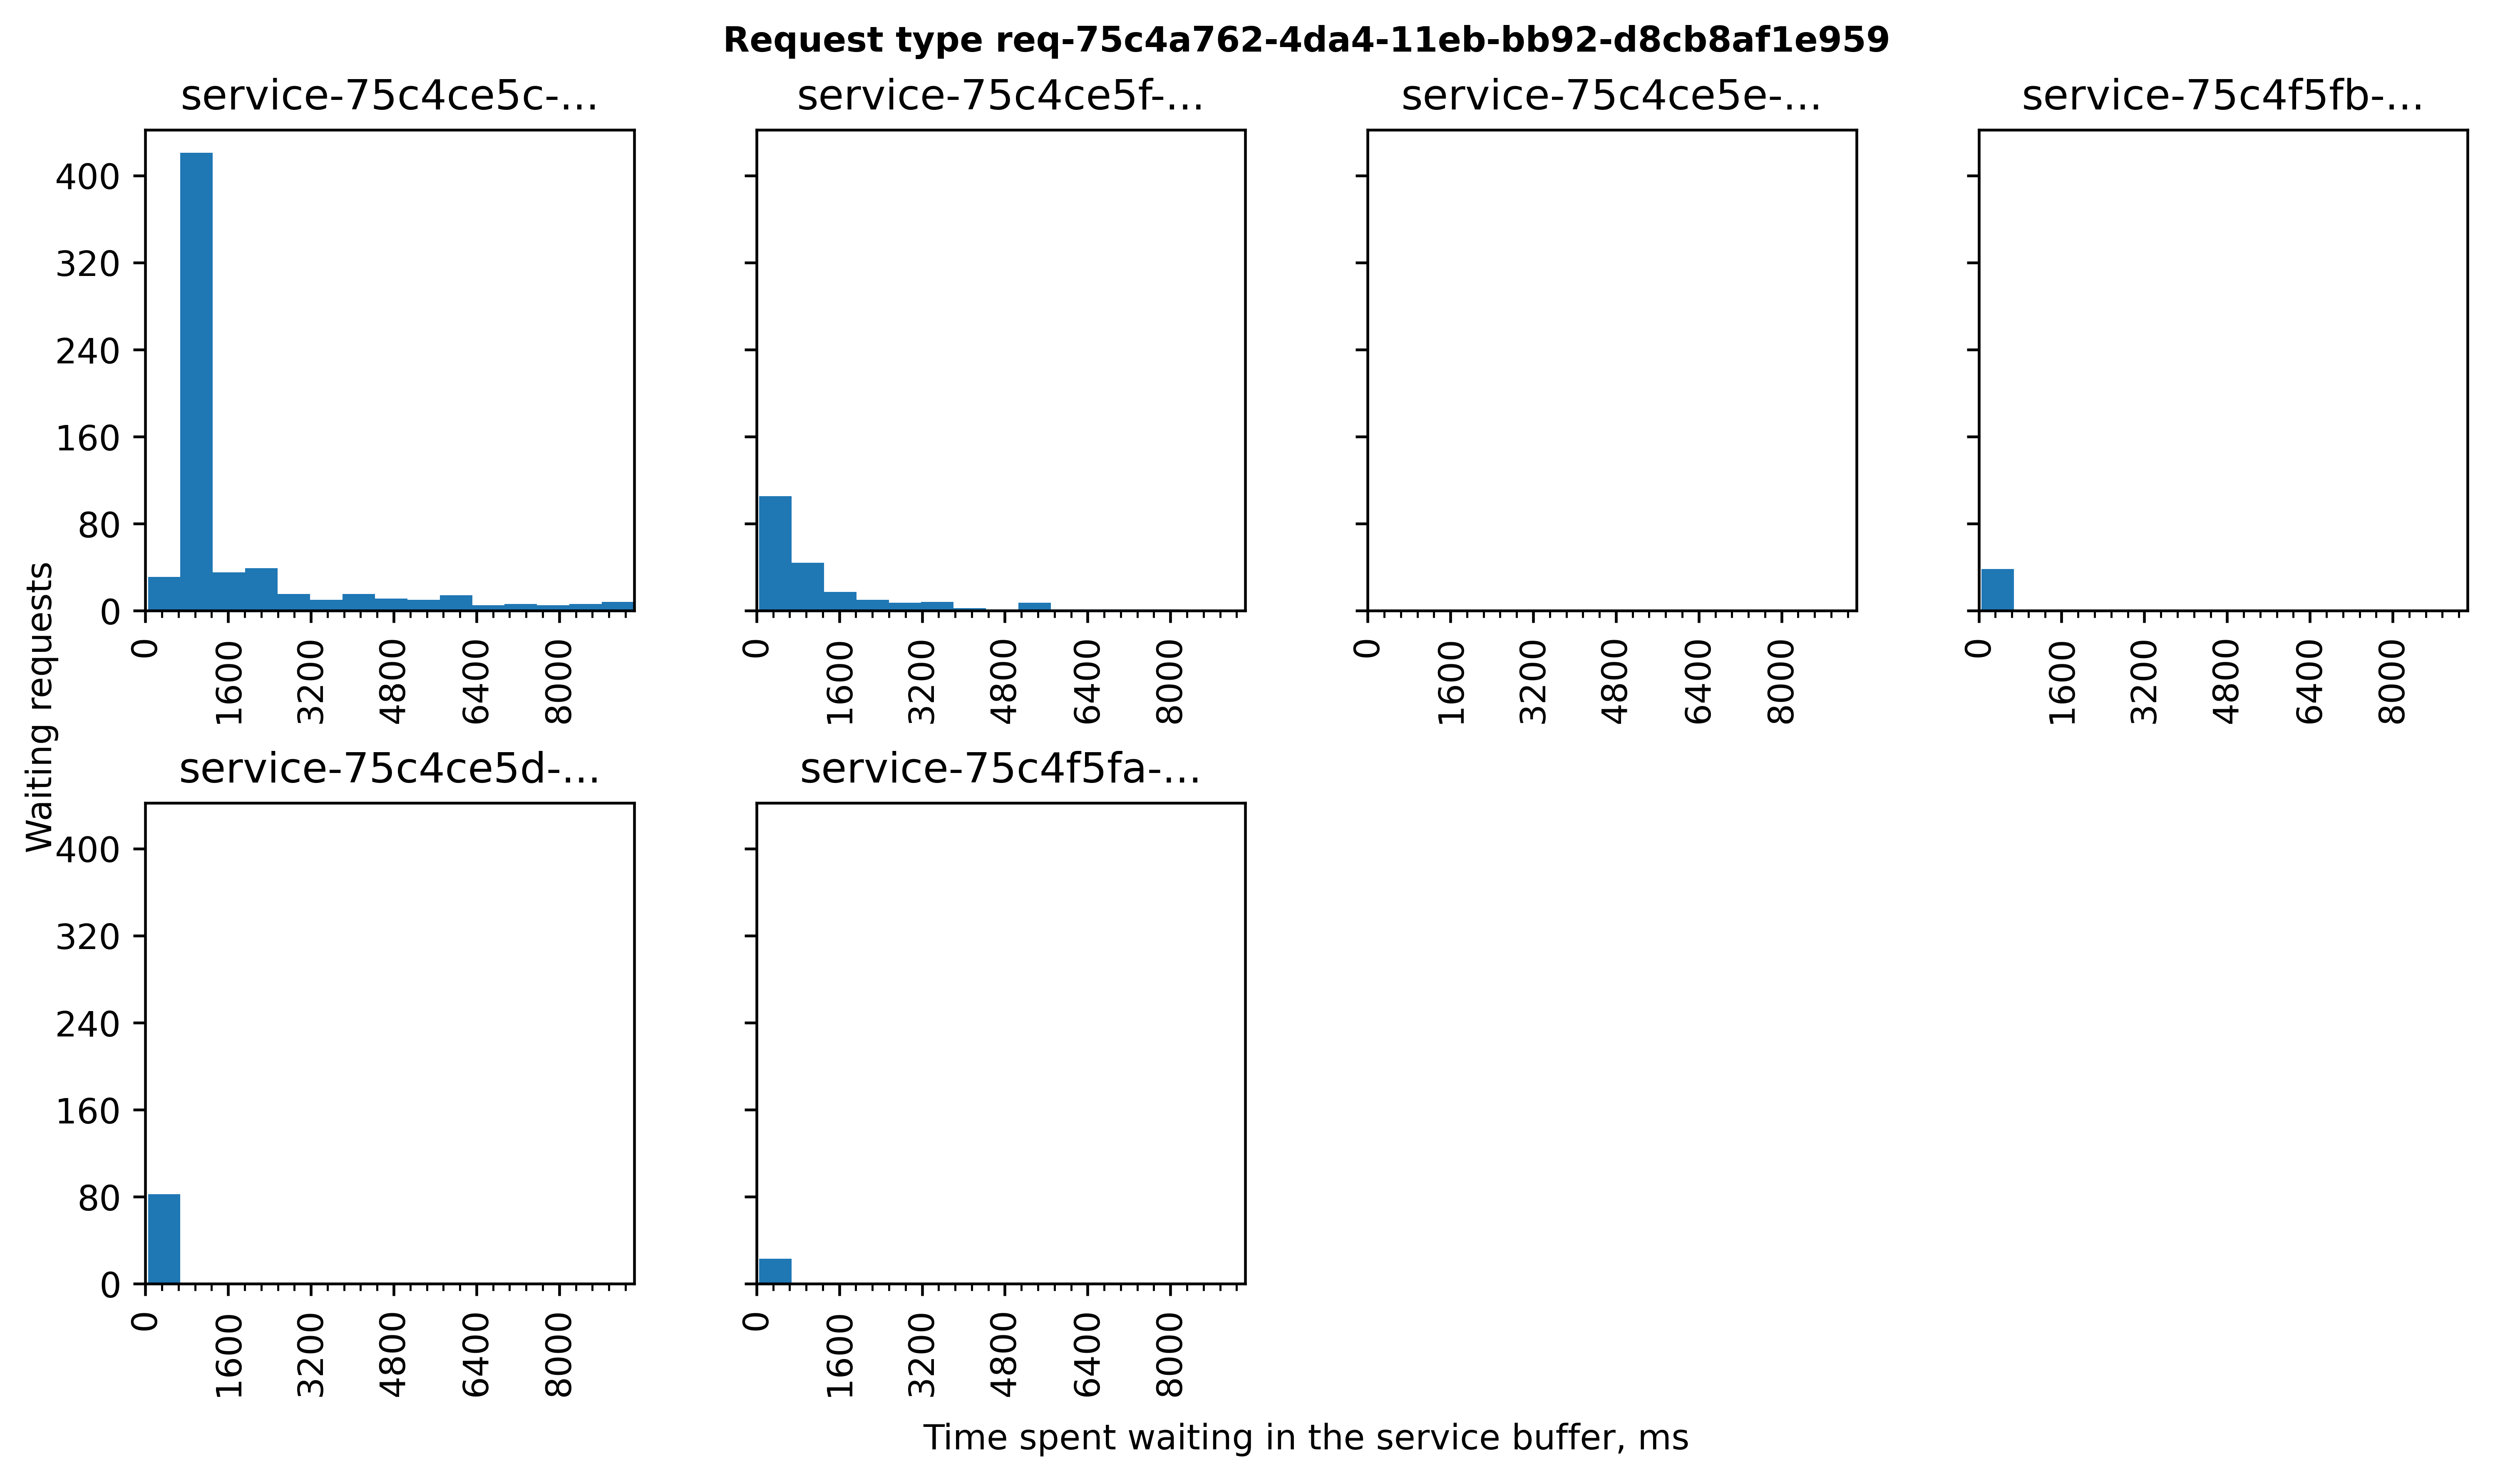 Request type req-75c4a762-4da4-11eb-bb92-d8cb8af1e959
service-75c4ce5c-...
service-75c4ce5f-...
service-75c4ce5e-...
service-75c4f5fb-...
400
320
240
160
80
0
0 1600 3200 4800 6400 8000
0 1600 3200 4800 6400 8000
0 1600 3200 4800 6400 8000
0 1600 3200 4800 6400 8000
Waiting requests
service-75c4ce5d-...
service-75c4f5fa-...
400
320
240
160
80
0
0 1600 3200 4800 6400 8000
0 1600 3200 4800 6400 8000
Time spent waiting in the service buffer, ms